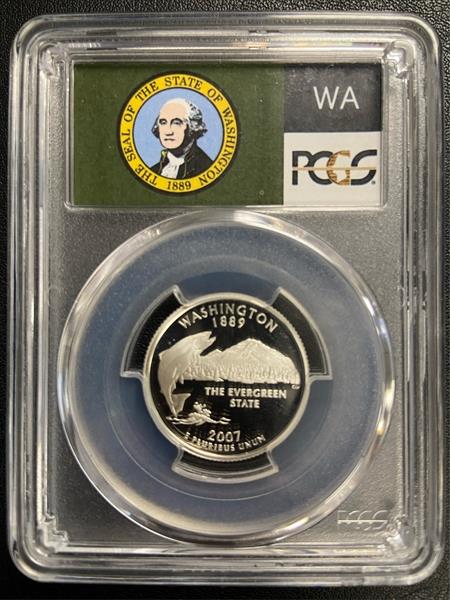 THE SEAL OF THE STATE OF WASHINGTON
1889
WA
PCGS
WASHINGTON
1889
THE EVERGREEN
STATE
2007
E PLURIBUS UNUM
PCGS